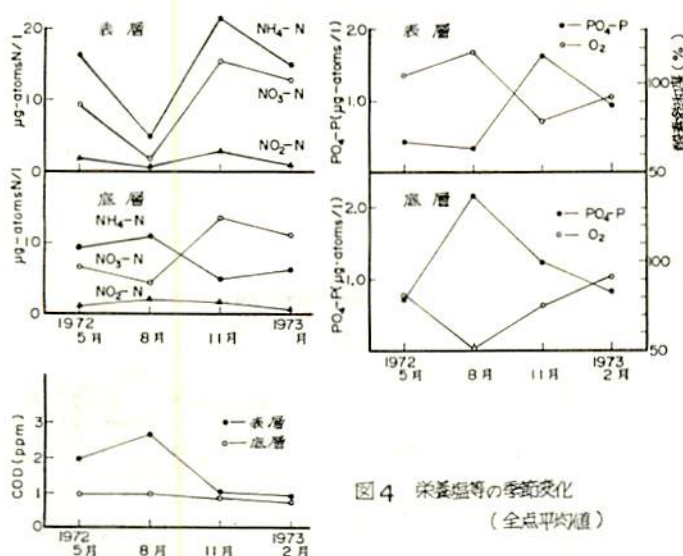 表層
20
10
0
μg-atomsN/l
NH₄-N
NO₃-N
NO₂-N
底層
10
0
μg-atomsN/l
NH₄-N
NO₃-N
NO₂-N
1972
5月
8月
11月
1973
月
表層
PO₄-P
O₂
2.0
1.0
PO₄-P(μg-atoms/l)
100
50
(%)
底層
PO₄-P
O₂
2.0
1.0
PO₄-P(μg-atoms/l)
100
50
1972
5月
8月
11月
1973
2月
COD(ppm)
3
2
1
0
表層
底層
1972
5月
8月
11月
1973
2月
図4 栄養塩等の季節変化
(全点平均値)